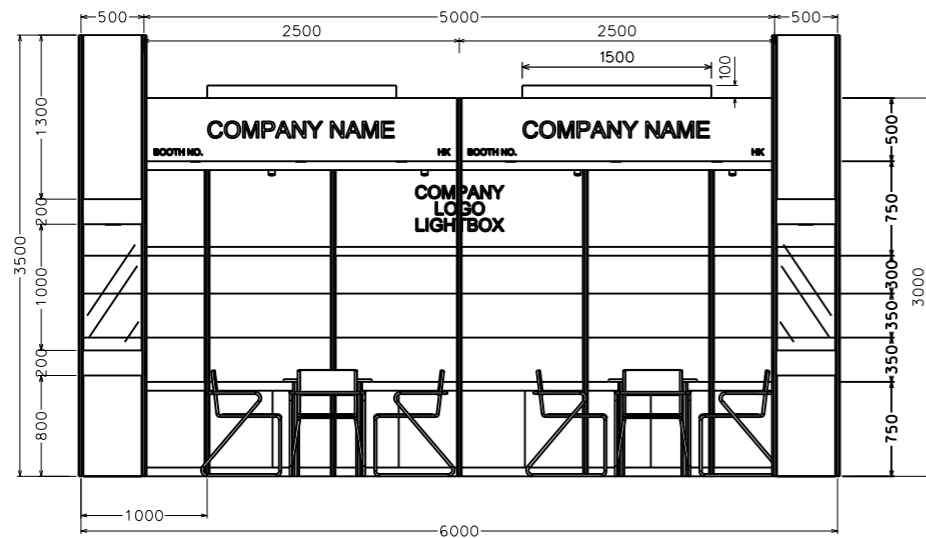 500
5000
500
2500
2500
1500
100
1300
500
COMPANY NAME
COMPANY NAME
BOOTH NO.
HK
BOOTH NO.
HK
COMPANY
LOGO
LIGHTBOX
200
750
3500
1000
300
3000
350
200
350
800
750
1000
6000